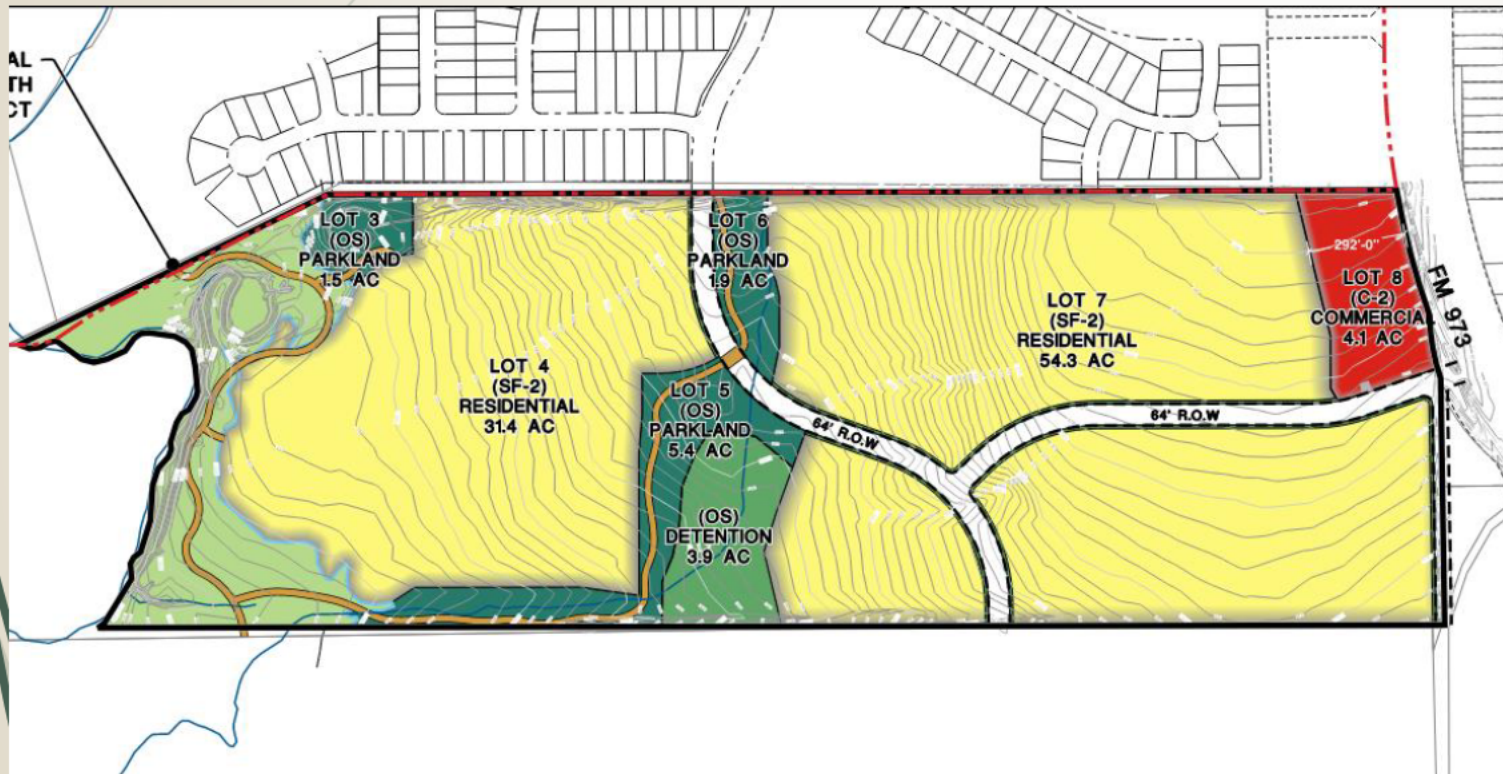 AL
TH
CT
LOT 3
(OS)
PARKLAND
1.5 AC
LOT 6
(OS)
PARKLAND
1.9 AC
292'-0"
LOT 8
(C-2)
COMMERCIAL
4.1 AC
FM 973
LOT 7
(SF-2)
RESIDENTIAL
54.3 AC
LOT 4
(SF-2)
RESIDENTIAL
31.4 AC
LOT 5
(OS)
PARKLAND
5.4 AC
64' R.O.W
64' R.O.W
(OS)
DETENTION
3.9 AC